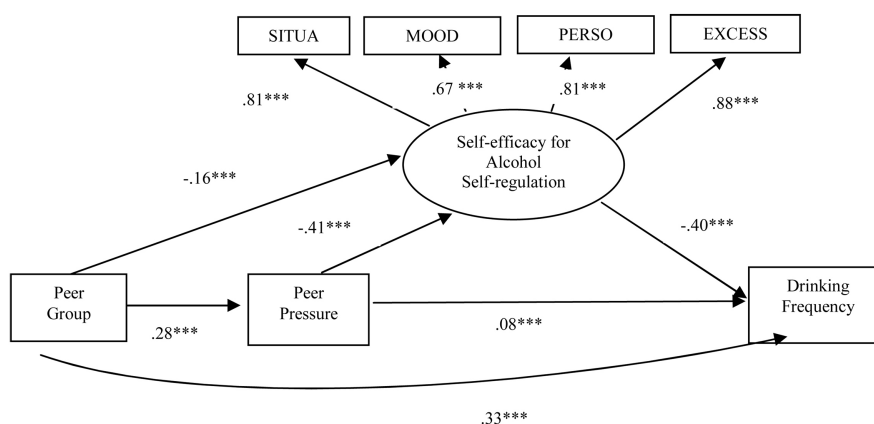 SITUA
MOOD
PERSO
EXCESS
.81***
.67 ***
.81***
.88***
Self-efficacy for
Alcohol
Self-regulation
-.16***
-.41***
-.40***
Peer
Group
Peer
Pressure
Drinking
Frequency
.28***
.08***
.33***